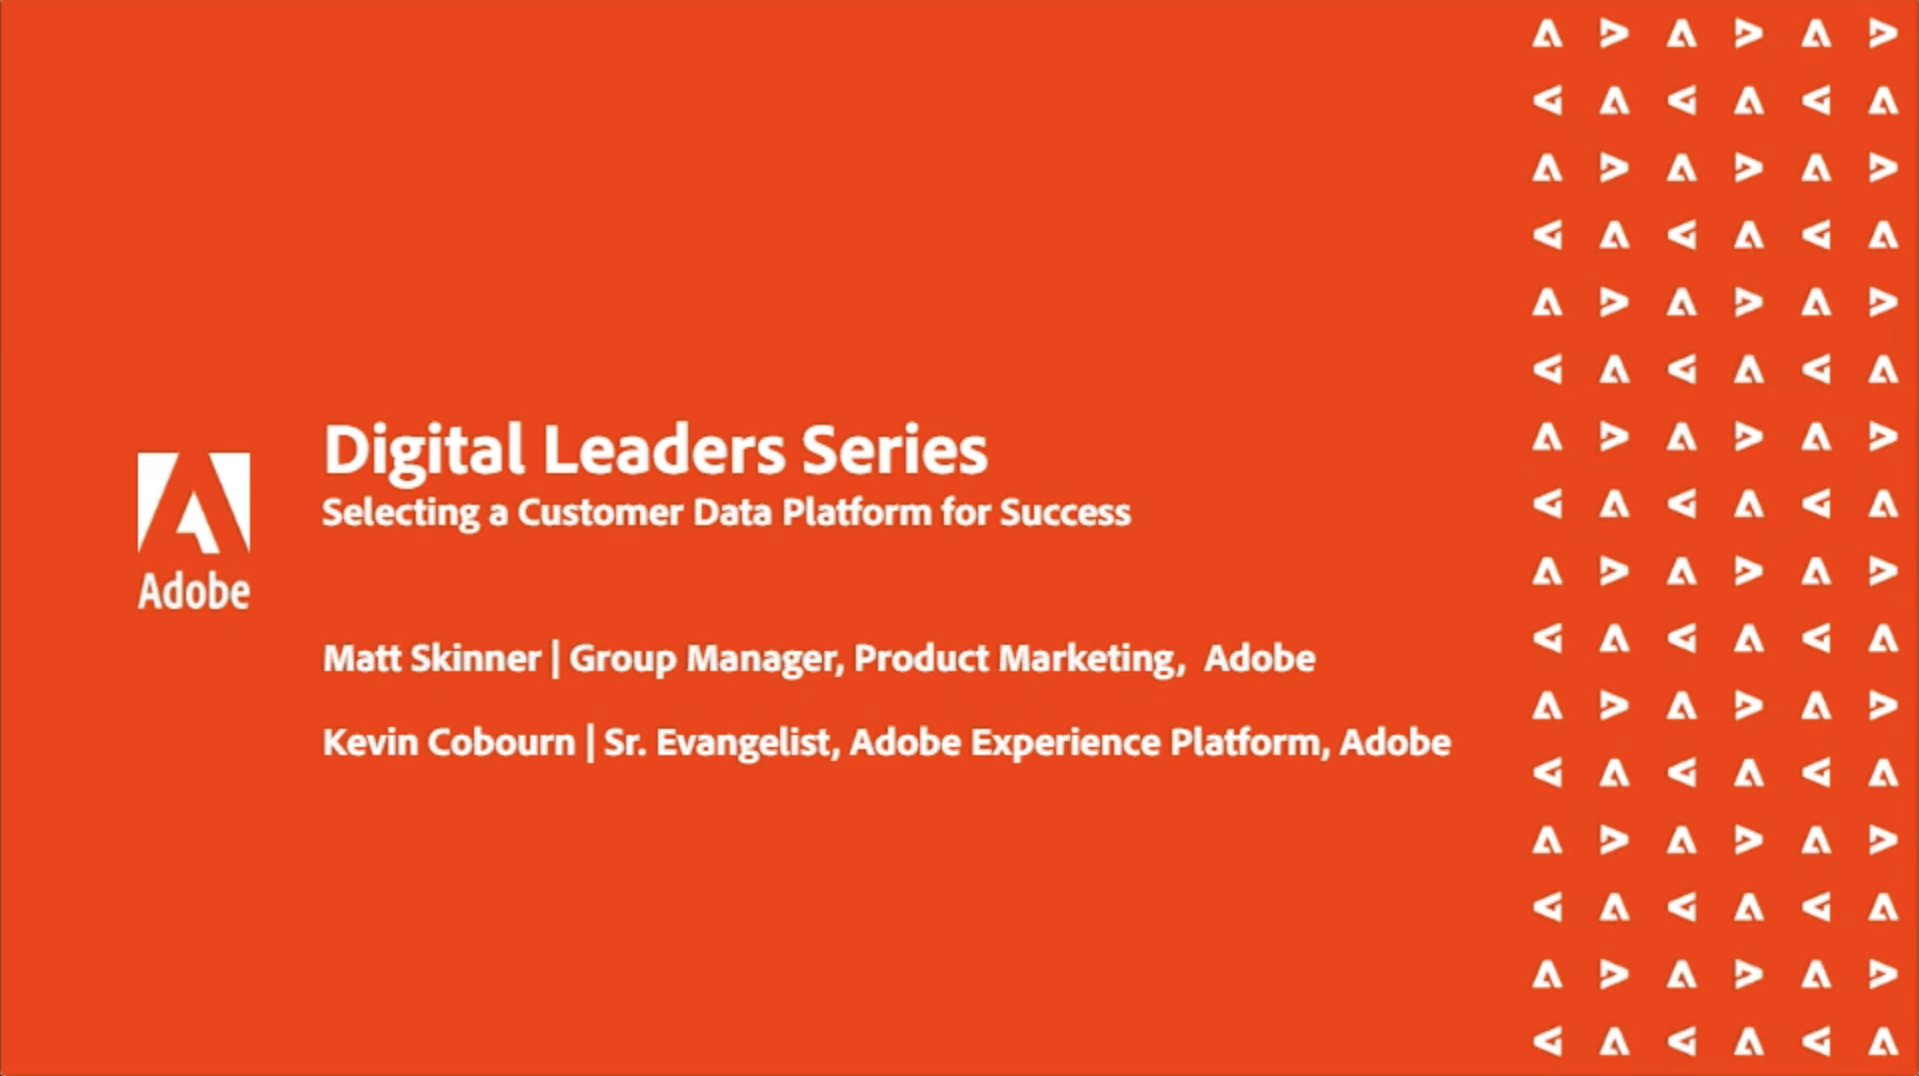 Digital Leaders Series
Selecting a Customer Data Platform for Success
Adobe
Matt Skinner | Group Manager, Product Marketing,  Adobe
Kevin Cobourn | Sr. Evangelist, Adobe Experience Platform, Adobe